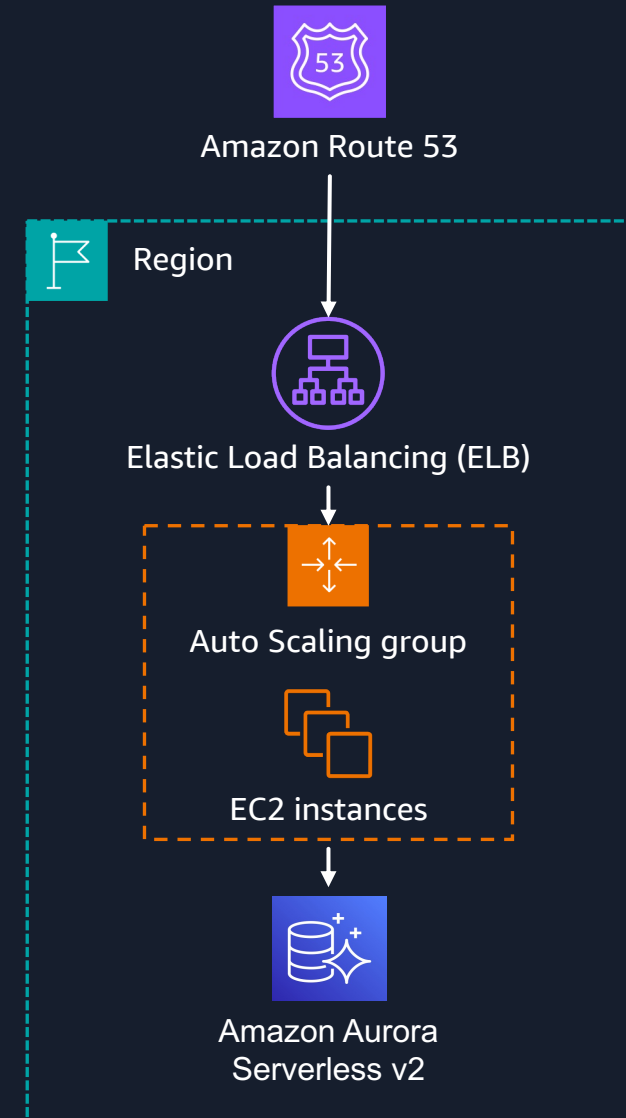 53
Amazon Route 53
Region
Elastic Load Balancing (ELB)
Auto Scaling group
EC2 instances
Amazon Aurora
Serverless v2